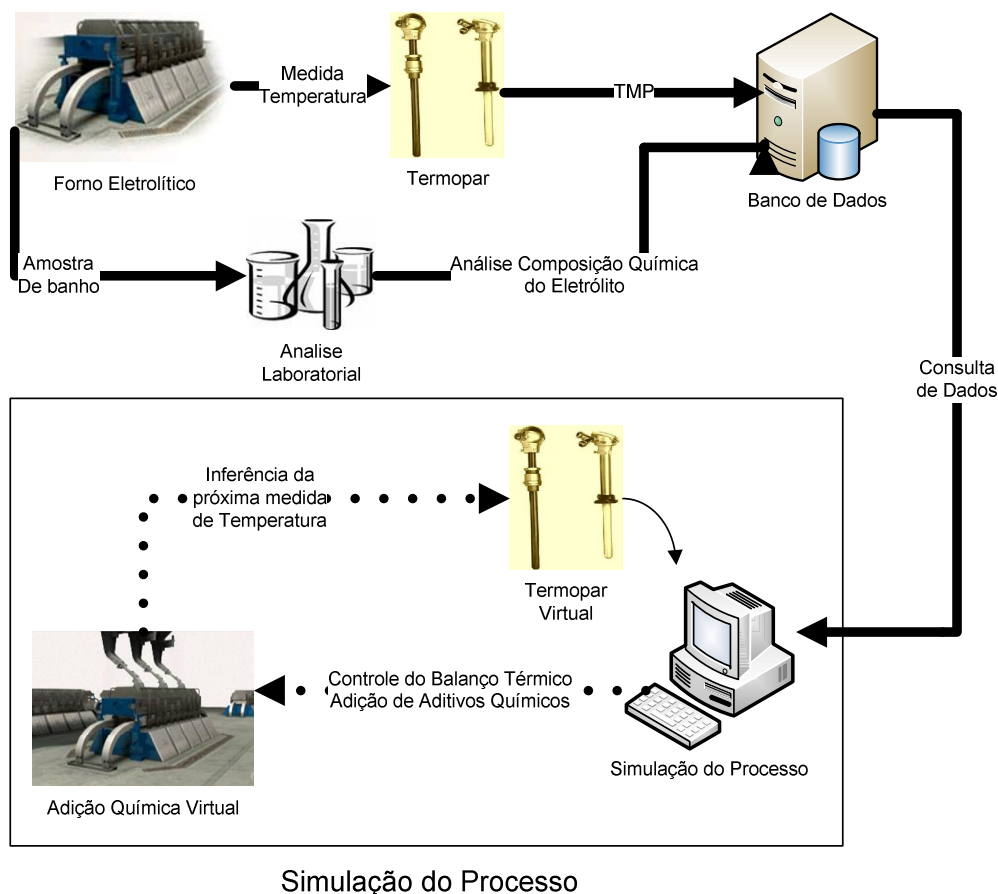 Medida
Temperatura
TMP
Forno Eletrolítico
Termopar
Banco de Dados
Amostra
De banho
Análise Composição Química
do Eletrólito
Analise
Laboratorial
Consulta
de Dados
Inferência da
próxima medida
de Temperatura
Termopar
Virtual
Controle do Balanço Térmico
Adição de Aditivos Químicos
Simulação do Processo
Adição Química Virtual
Simulação do Processo